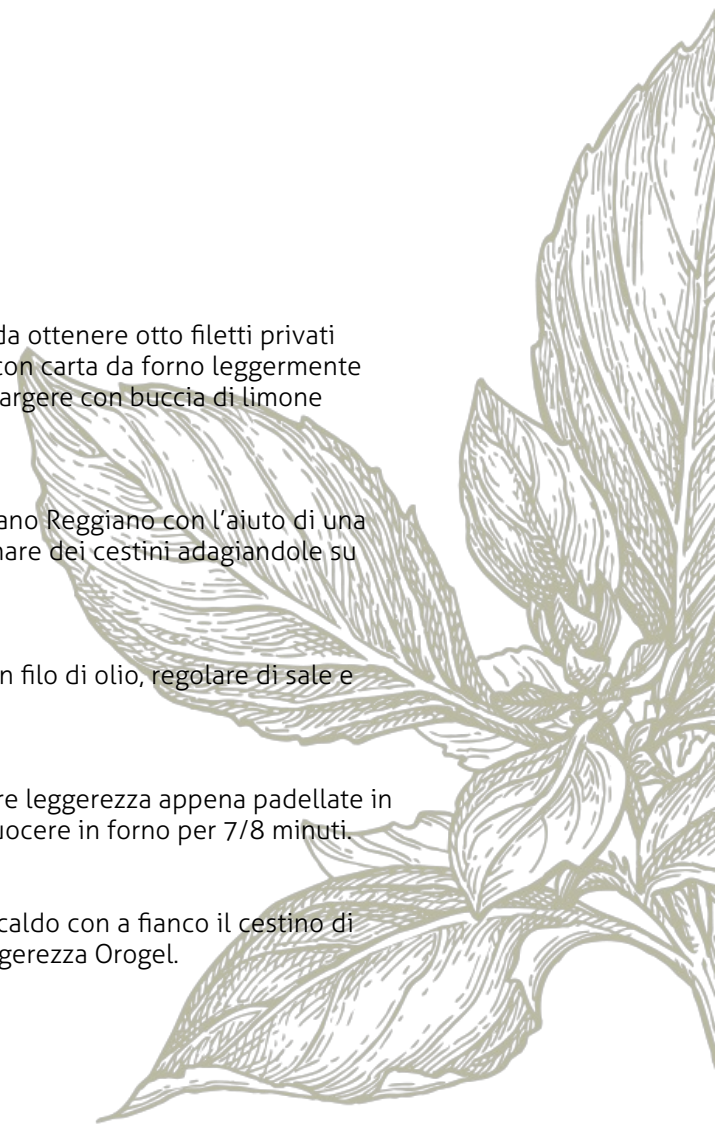 da ottenere otto filetti privati
con carta da forno leggermente
argere con buccia di limone
ano Reggiano con l’aiuto di una
nare dei cestini adagiandole su
n filo di olio, regolare di sale e
re leggerezza appena padellate in
uocere in forno per 7/8 minuti.
caldo con a fianco il cestino di
gerezza Orogel.